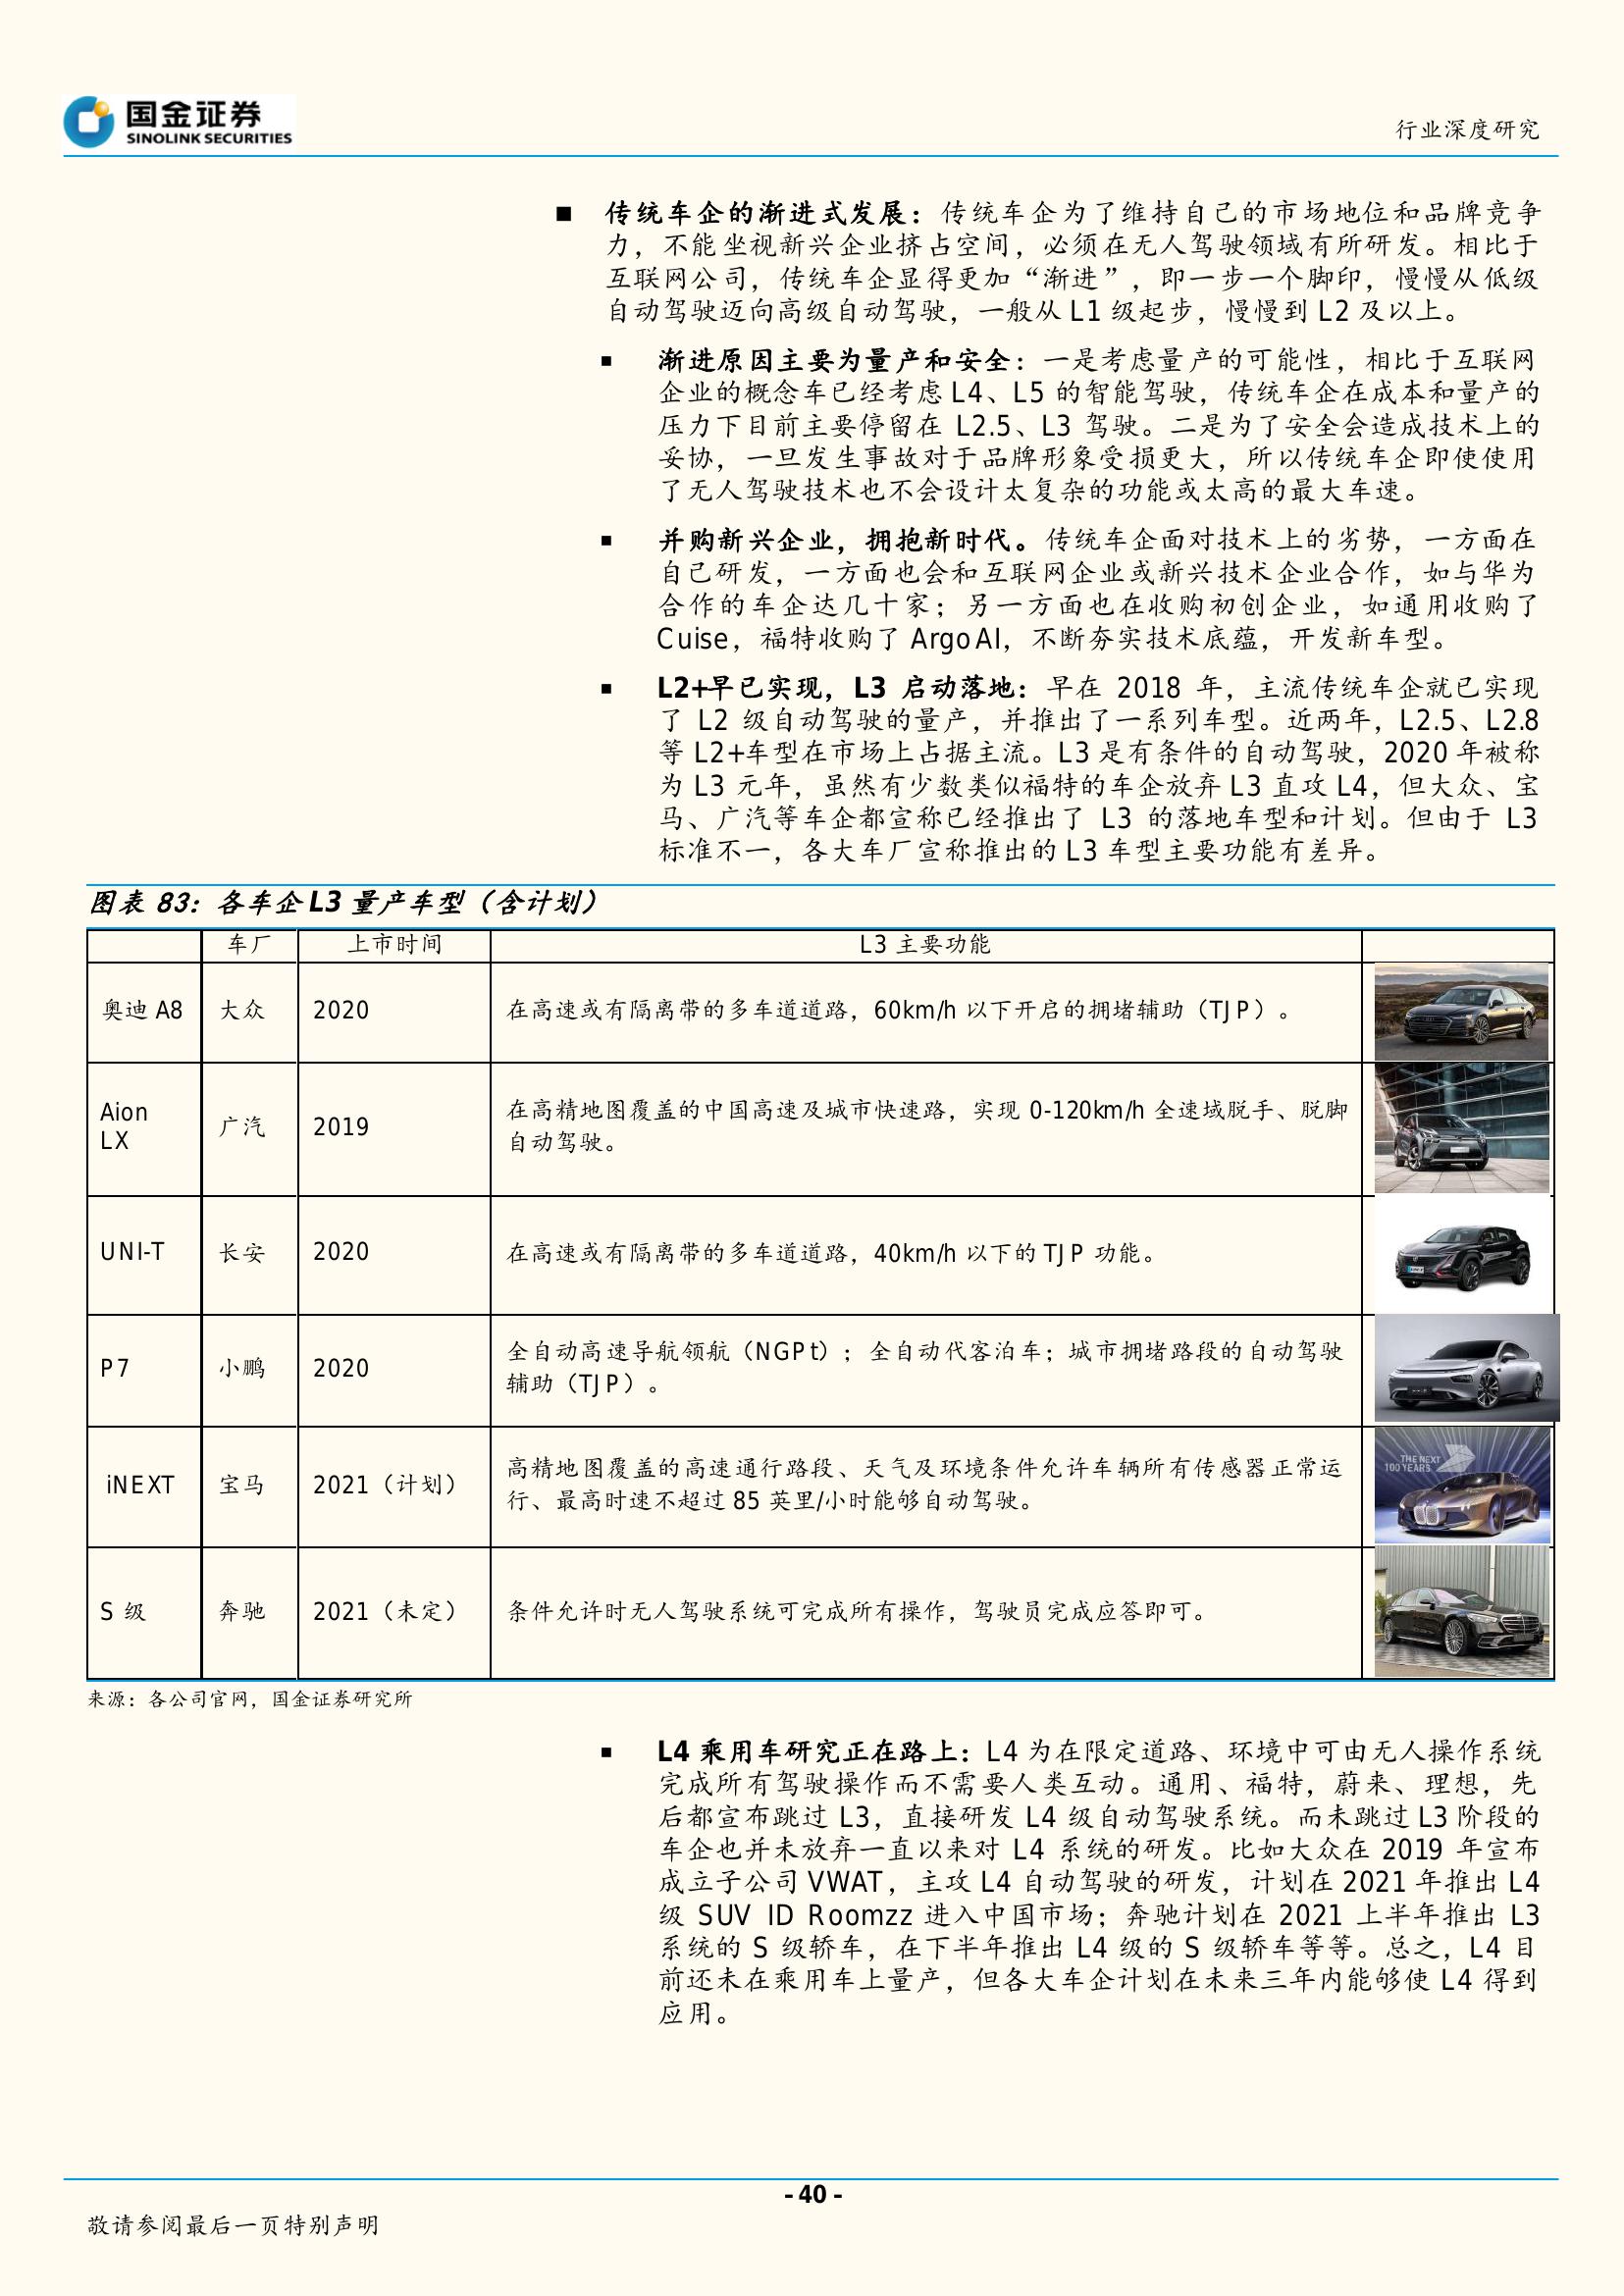 国金证券
SINOLINK SECURITIES
行业深度研究
■ 传统车企的渐进式发展：传统车企为了维持自己的市场地位和品牌竞争
力，不能坐视新兴企业挤占空间，必须在无人驾驶领域有所研发。相比于
互联网公司，传统车企显得更加“渐进”，即一步一个脚印，慢慢从低级
自动驾驶迈向高级自动驾驶，一般从 L1 级起步，慢慢到 L2 及以上。
■ 渐进原因主要为量产和安全：一是考虑量产的可能性，相比于互联网
企业的概念车已经考虑 L4、L5 的智能驾驶，传统车企在成本和量产的
压力下目前主要停留在 L2.5、L3 驾驶。二是为了安全会造成技术上的
妥协，一旦发生事故对于品牌形象受损更大，所以传统车企即使使用
了无人驾驶技术也不会设计太复杂的功能或太高的最大车速。
■ 并购新兴企业，拥抱新时代。传统车企面对技术上的劣势，一方面在
自己研发，一方面也会和互联网企业或新兴技术企业合作，如与华为
合作的车企达几十家；另一方面也在收购初创企业，如通用收购了
Cuise，福特收购了 Argo AI，不断夯实技术底蕴，开发新车型。
■ L2+早已实现，L3 启动落地：早在 2018 年，主流传统车企就已实现
了 L2 级自动驾驶的量产，并推出了一系列车型。近两年，L2.5、L2.8
等 L2+车型在市场上占据主流。L3 是有条件的自动驾驶，2020 年被称
为 L3 元年，虽然有少数类似福特的车企放弃 L3 直攻 L4，但大众、宝
马、广汽等车企都宣称已经推出了 L3 的落地车型和计划。但由于 L3
标准不一，各大车厂宣称推出的 L3 车型主要功能有差异。
图表 83：各车企 L3 量产车型（含计划）
车厂 上市时间 L3 主要功能
奥迪 A8 大众 2020 在高速或有隔离带的多车道道路，60km/h 以下开启的拥堵辅助（TJP）。
Aion
LX
广汽 2019
在高精地图覆盖的中国高速及城市快速路，实现 0-120km/h 全速域脱手、脱脚
自动驾驶。
UNI-T 长安 2020 在高速或有隔离带的多车道道路，40km/h 以下的 TJP 功能。
P7 小鹏 2020
全自动高速导航领航（NGPt）；全自动代客泊车；城市拥堵路段的自动驾驶
辅助（TJP）。
iNEXT 宝马 2021（计划）
高精地图覆盖的高速通行路段、天气及环境条件允许车辆所有传感器正常运
行、最高时速不超过 85 英里/小时能够自动驾驶。
THE NEXT
100 YEARS
S 级 奔驰 2021（未定） 条件允许时无人驾驶系统可完成所有操作，驾驶员完成应答即可。
来源：各公司官网，国金证券研究所
■ L4 乘用车研究正在路上：L4 为在限定道路、环境中可由无人操作系统
完成所有驾驶操作而不需要人类互动。通用、福特，蔚来、理想，先
后都宣布跳过 L3，直接研发 L4 级自动驾驶系统。而未跳过 L3 阶段的
车企也并未放弃一直以来对 L4 系统的研发。比如大众在 2019 年宣布
成立子公司 VWAT，主攻 L4 自动驾驶的研发，计划在 2021 年推出 L4
级 SUV ID Roomzz 进入中国市场；奔驰计划在 2021 上半年推出 L3
系统的 S 级轿车，在下半年推出 L4 级的 S 级轿车等等。总之，L4 目
前还未在乘用车上量产，但各大车企计划在未来三年内能够使 L4 得到
应用。
- 40 -
敬请参阅最后一页特别声明